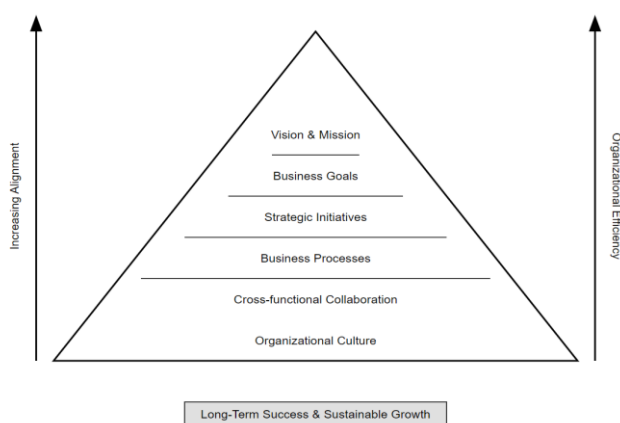 Vision & Mission
Business Goals
Strategic Initiatives
Business Processes
Cross-functional Collaboration
Organizational Culture
Increasing Alignment
Organizational Efficiency
Long-Term Success & Sustainable Growth